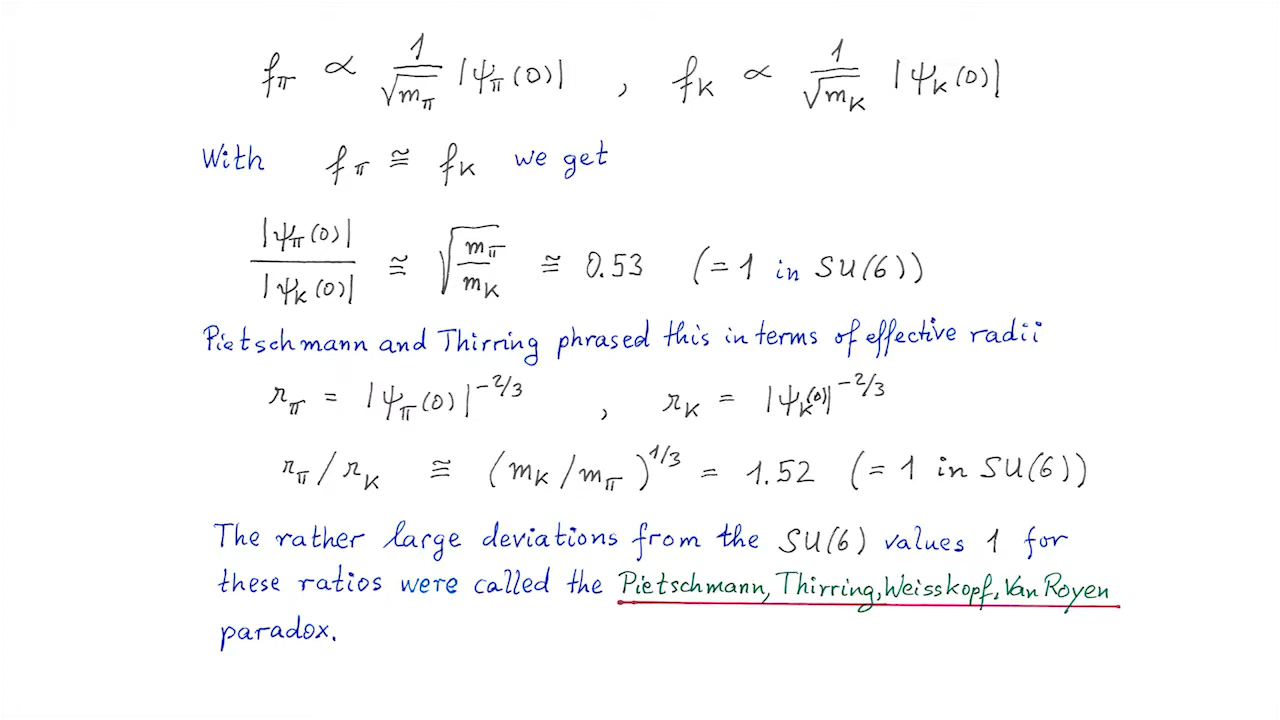 f_π ∝ 1/√m_π |ψ_π(0)| , f_K ∝ 1/√m_K |ψ_K(0)|
With f_π ≅ f_K we get
|ψ_π(0)| / |ψ_K(0)| ≅ √(m_π/m_K) ≅ 0.53 (= 1 in SU(6))
Pietschmann and Thirring phrased this in terms of effective radii
r_π = |ψ_π(0)|^{-2/3} , r_K = |ψ_K(0)|^{-2/3}
r_π / r_K ≅ (m_K/m_π)^{1/3} = 1.52 (= 1 in SU(6))
The rather large deviations from the SU(6) values 1 for
these ratios were called the Pietschmann, Thirring, Weisskopf, Van Royen
paradox.